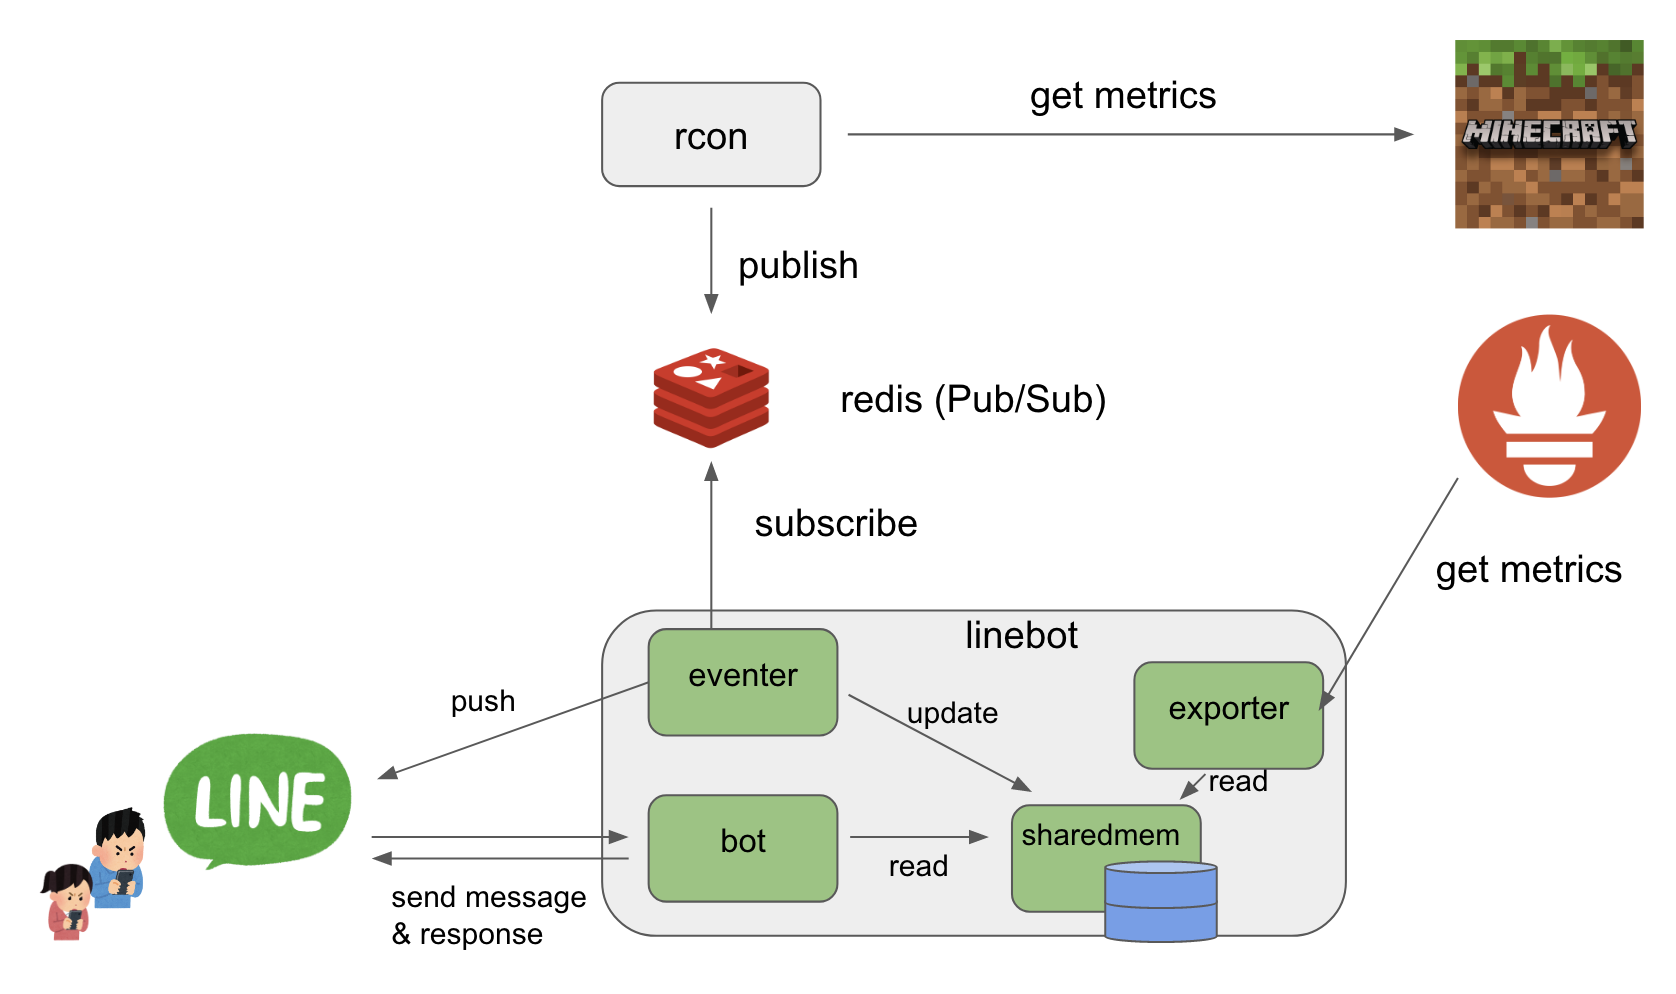 rcon
get metrics
MINECRAFT
publish
redis (Pub/Sub)
subscribe
get metrics
linebot
eventer
push
update
exporter
read
LINE
bot
read
sharedmem
send message
& response